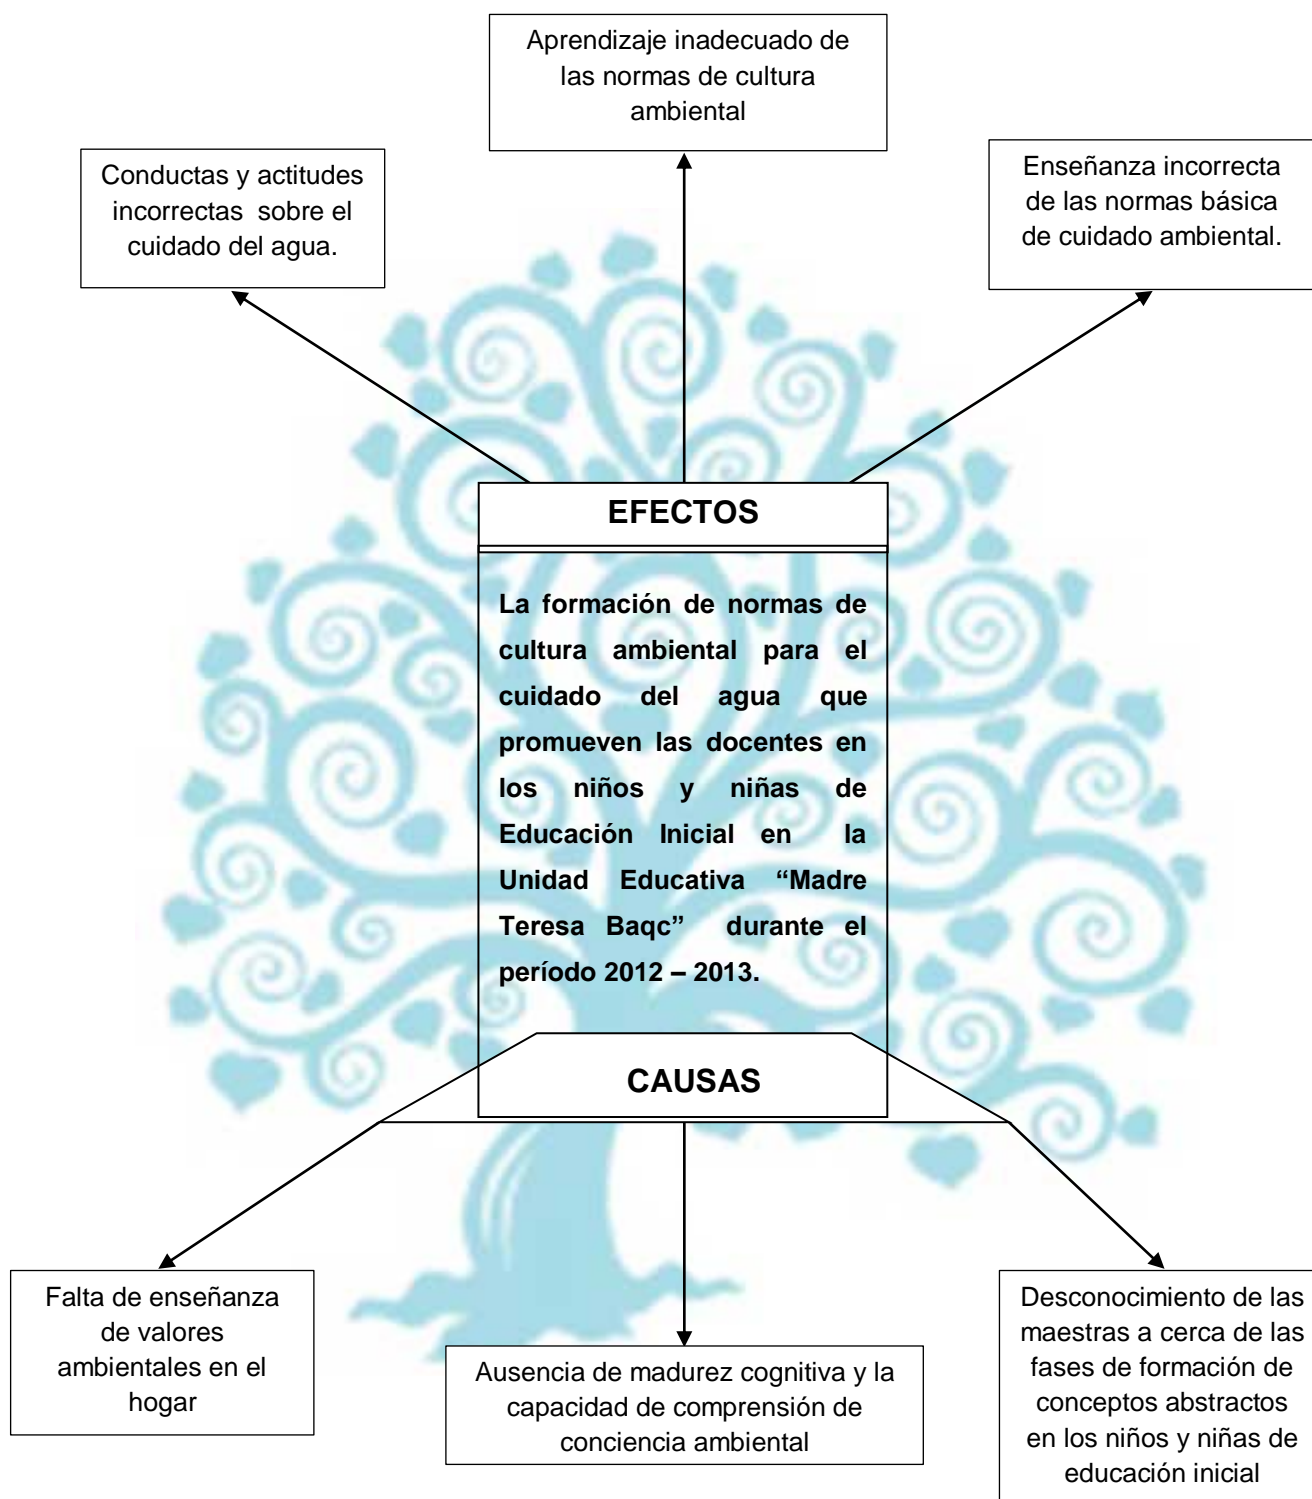 Aprendizaje inadecuado de
las normas de cultura
ambiental
Conductas y actitudes
incorrectas sobre el
cuidado del agua.
Enseñanza incorrecta
de las normas básica
de cuidado ambiental.
EFECTOS
La formación de normas de
cultura ambiental para el
cuidado del agua que
promueven las docentes en
los niños y niñas de
Educación Inicial en la
Unidad Educativa “Madre
Teresa Baqc” durante el
período 2012 – 2013.
CAUSAS
Falta de enseñanza
de valores
ambientales en el
hogar
Ausencia de madurez cognitiva y la
capacidad de comprensión de
conciencia ambiental
Desconocimiento de las
maestras a cerca de las
fases de formación de
conceptos abstractos
en los niños y niñas de
educación inicial